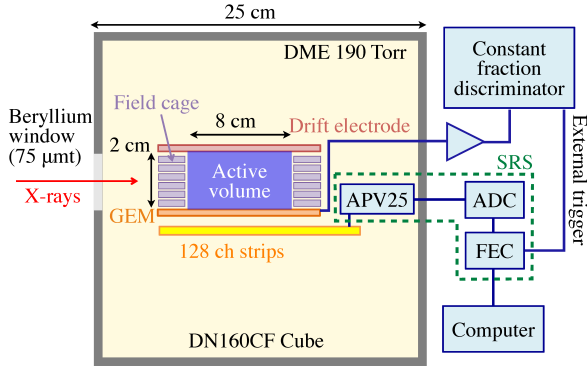 25 cm
DME 190 Torr
Constant
fraction
discriminator
Field cage
8 cm
Drift electrode
Beryllium
window
(75 μmt)
2 cm
Active
volume
X-rays
GEM
SRS
External trigger
APV25
ADC
128 ch strips
FEC
DN160CF Cube
Computer